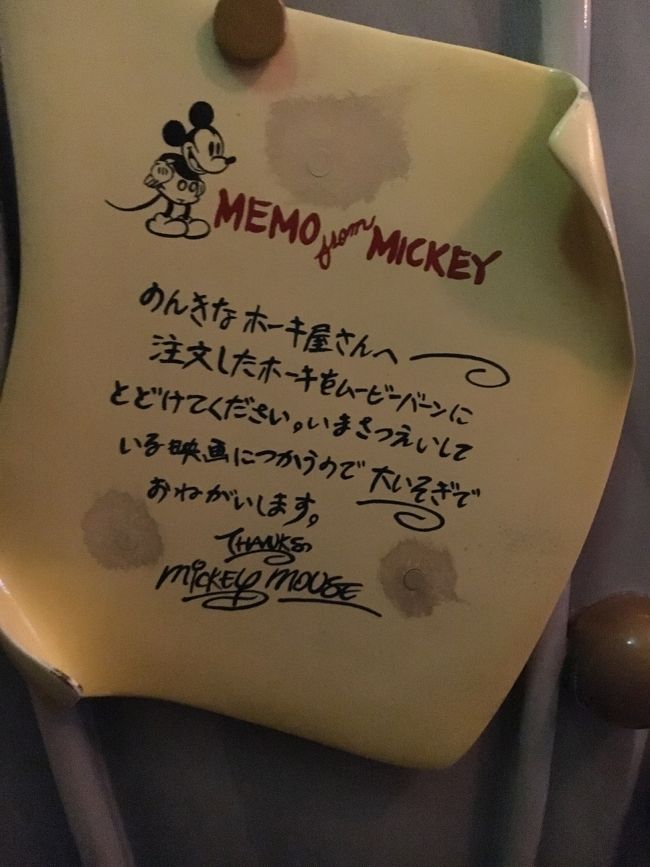 MEMO from MICKEY
のんきなホーキ屋さんへ
注文したホーキをムービーバーンに
とどけてください。いまさつえいして
いる映画につかうので大いそぎで
おねがいします。
THANKS
MICKEY MOUSE